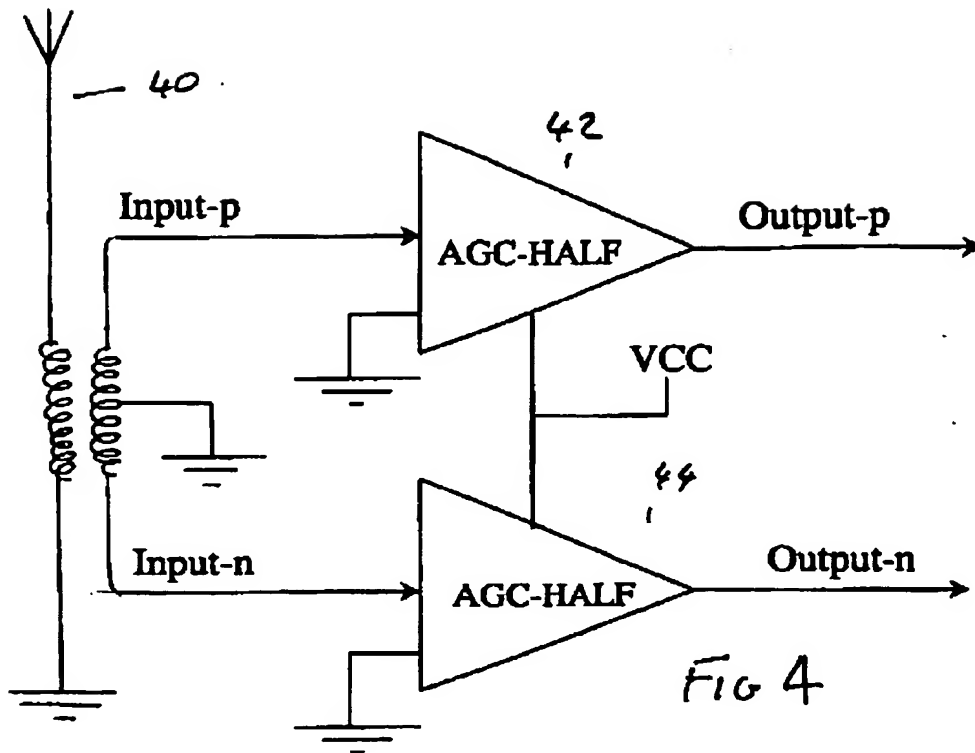 40
42
Input-p
Output-p
AGC-HALF
VCC
44
Input-n
Output-n
AGC-HALF
FIG 4